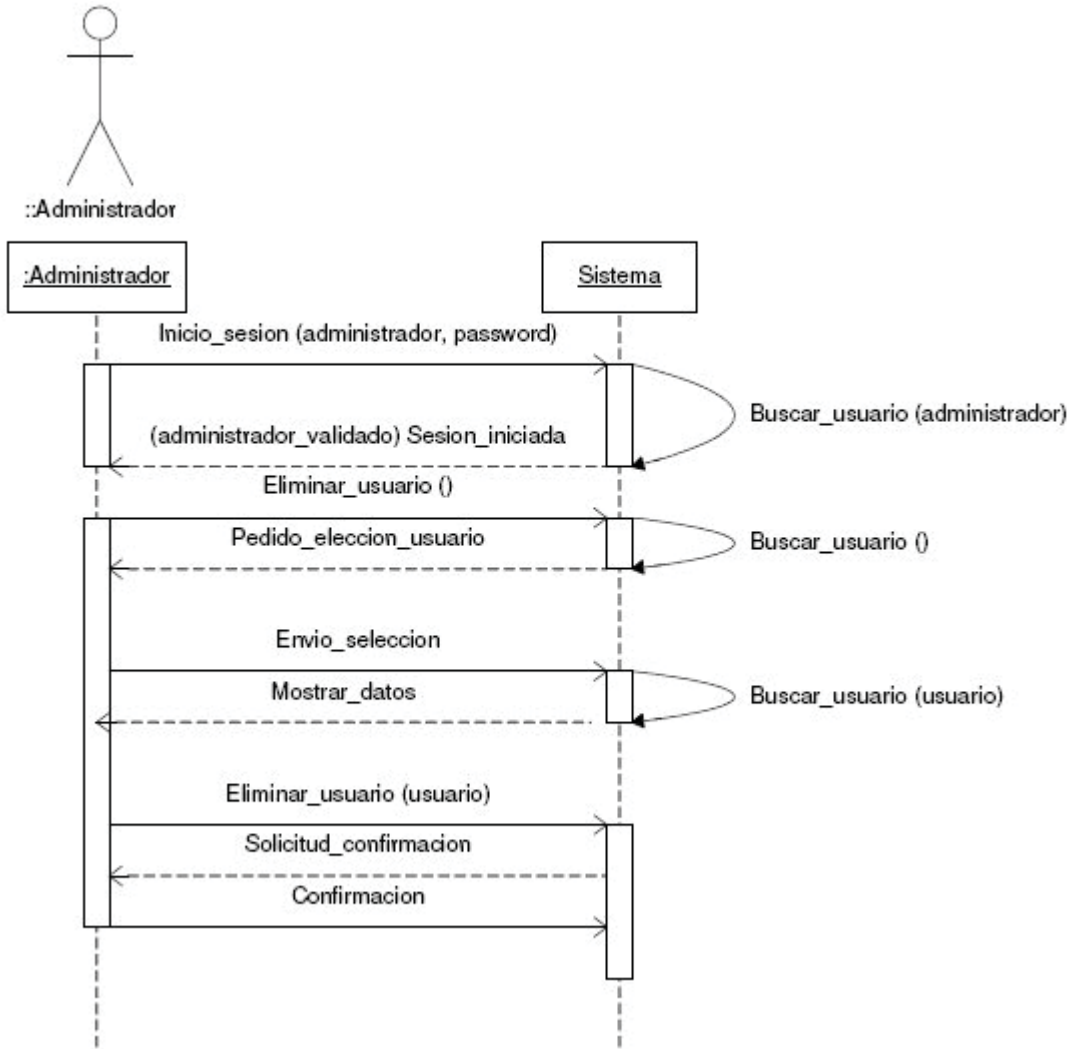 ::Administrador
:Administrador
Sistema
Inicio_sesion (administrador, password)
Buscar_usuario (administrador)
(administrador_validado) Sesion_iniciada
Eliminar_usuario ()
Pedido_eleccion_usuario
Buscar_usuario ()
Envio_seleccion
Mostrar_datos
Buscar_usuario (usuario)
Eliminar_usuario (usuario)
Solicitud_confirmacion
Confirmacion